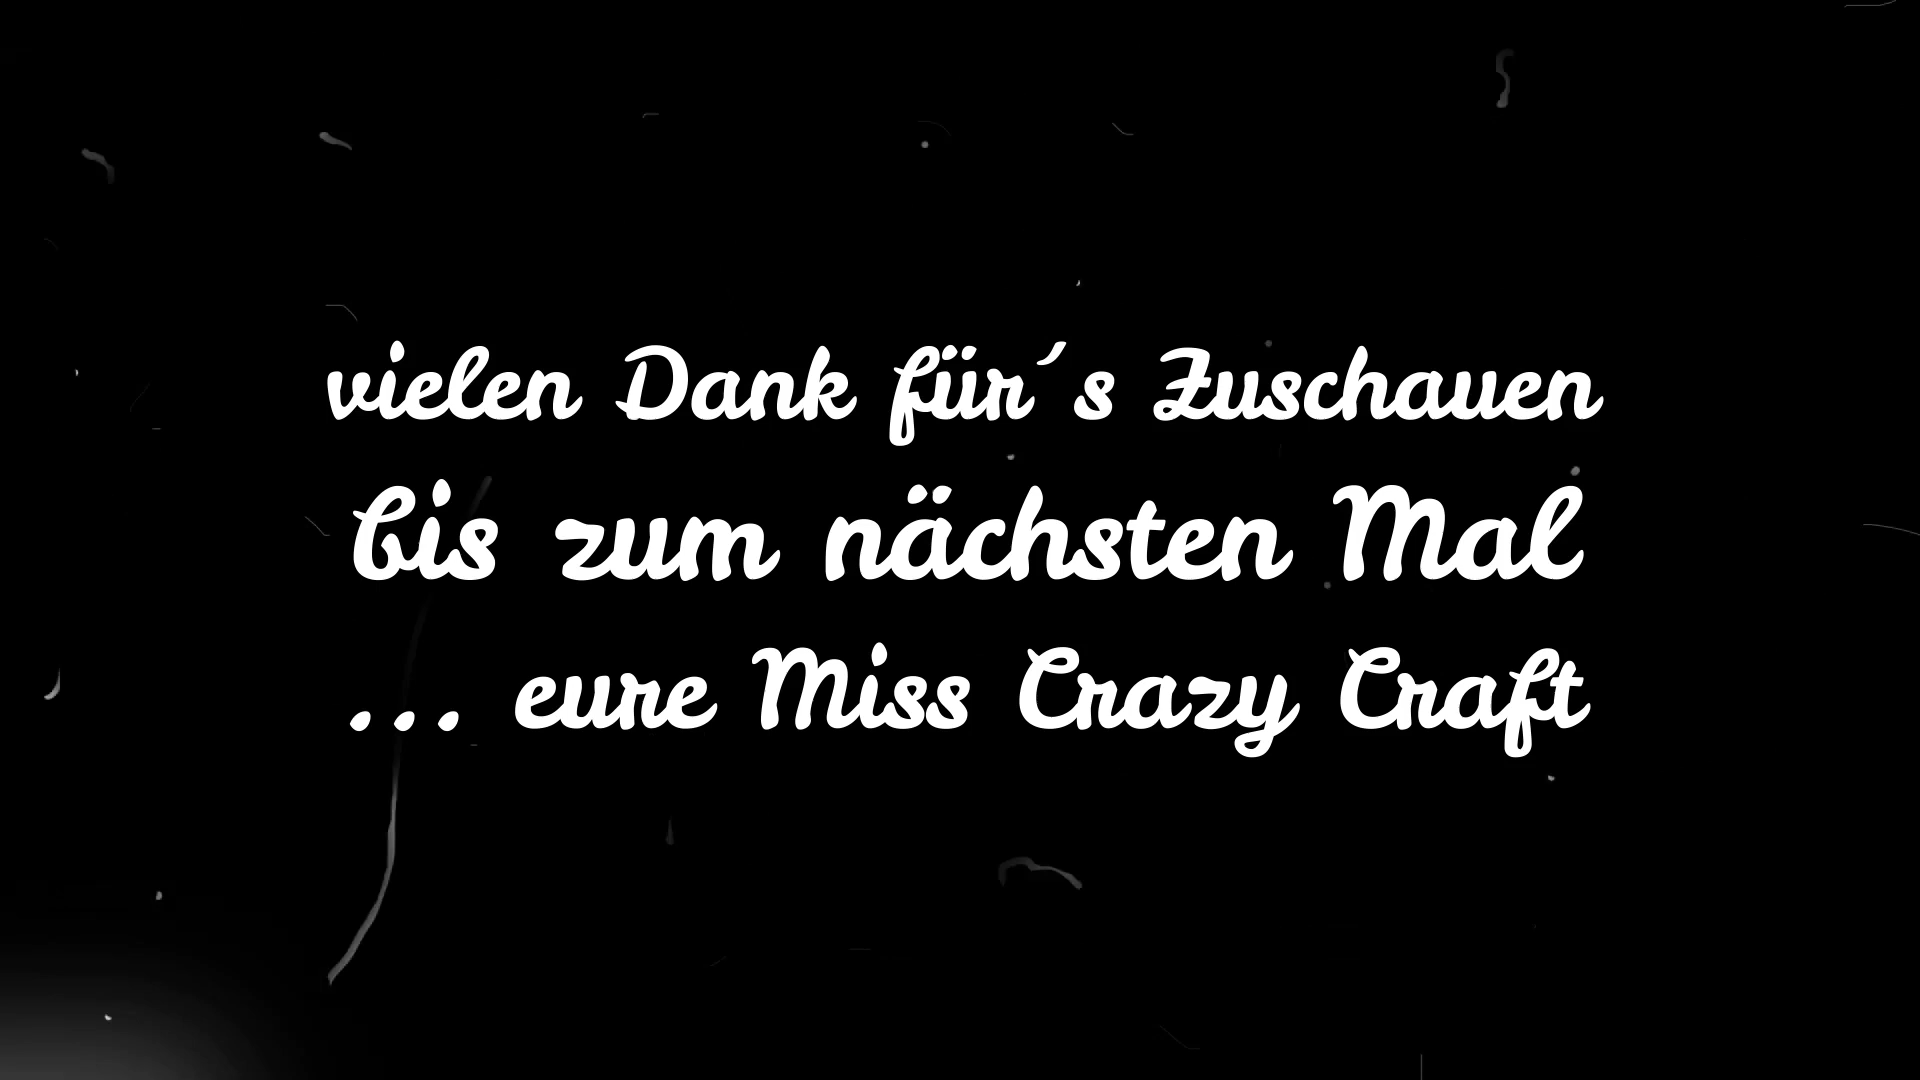 vielen Dank für´s Zuschauen
bis zum nächsten Mal
... eure Miss Crazy Craft